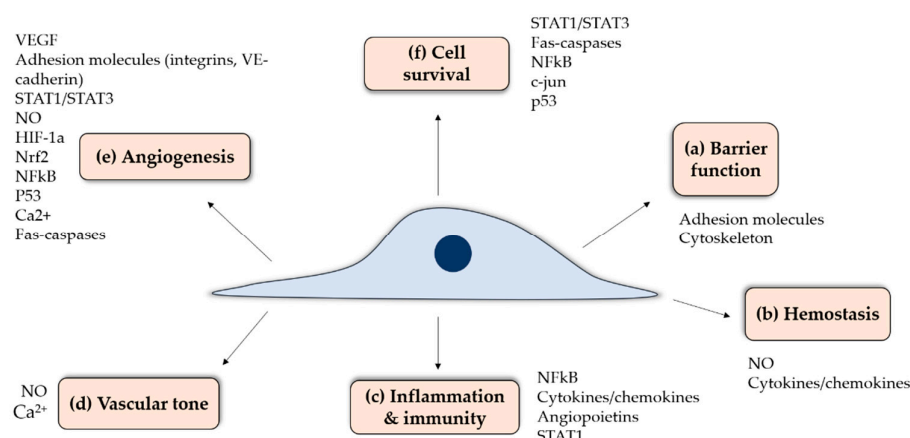 VEGF
Adhesion molecules (integrins, VE-
cadherin)
STAT1/STAT3
NO
HIF-1a
Nrf2
NFkB
P53
Ca2+
Fas-caspases
(e) Angiogenesis
(f) Cell
survival
STAT1/STAT3
Fas-caspases
NFkB
c-jun
p53
(a) Barrier
function
Adhesion molecules
Cytoskeleton
(b) Hemostasis
NO
Cytokines/chemokines
(c) Inflammation
& immunity
NFkB
Cytokines/chemokines
Angiopoietins
STAT1
(d) Vascular tone
NO
Ca²⁺